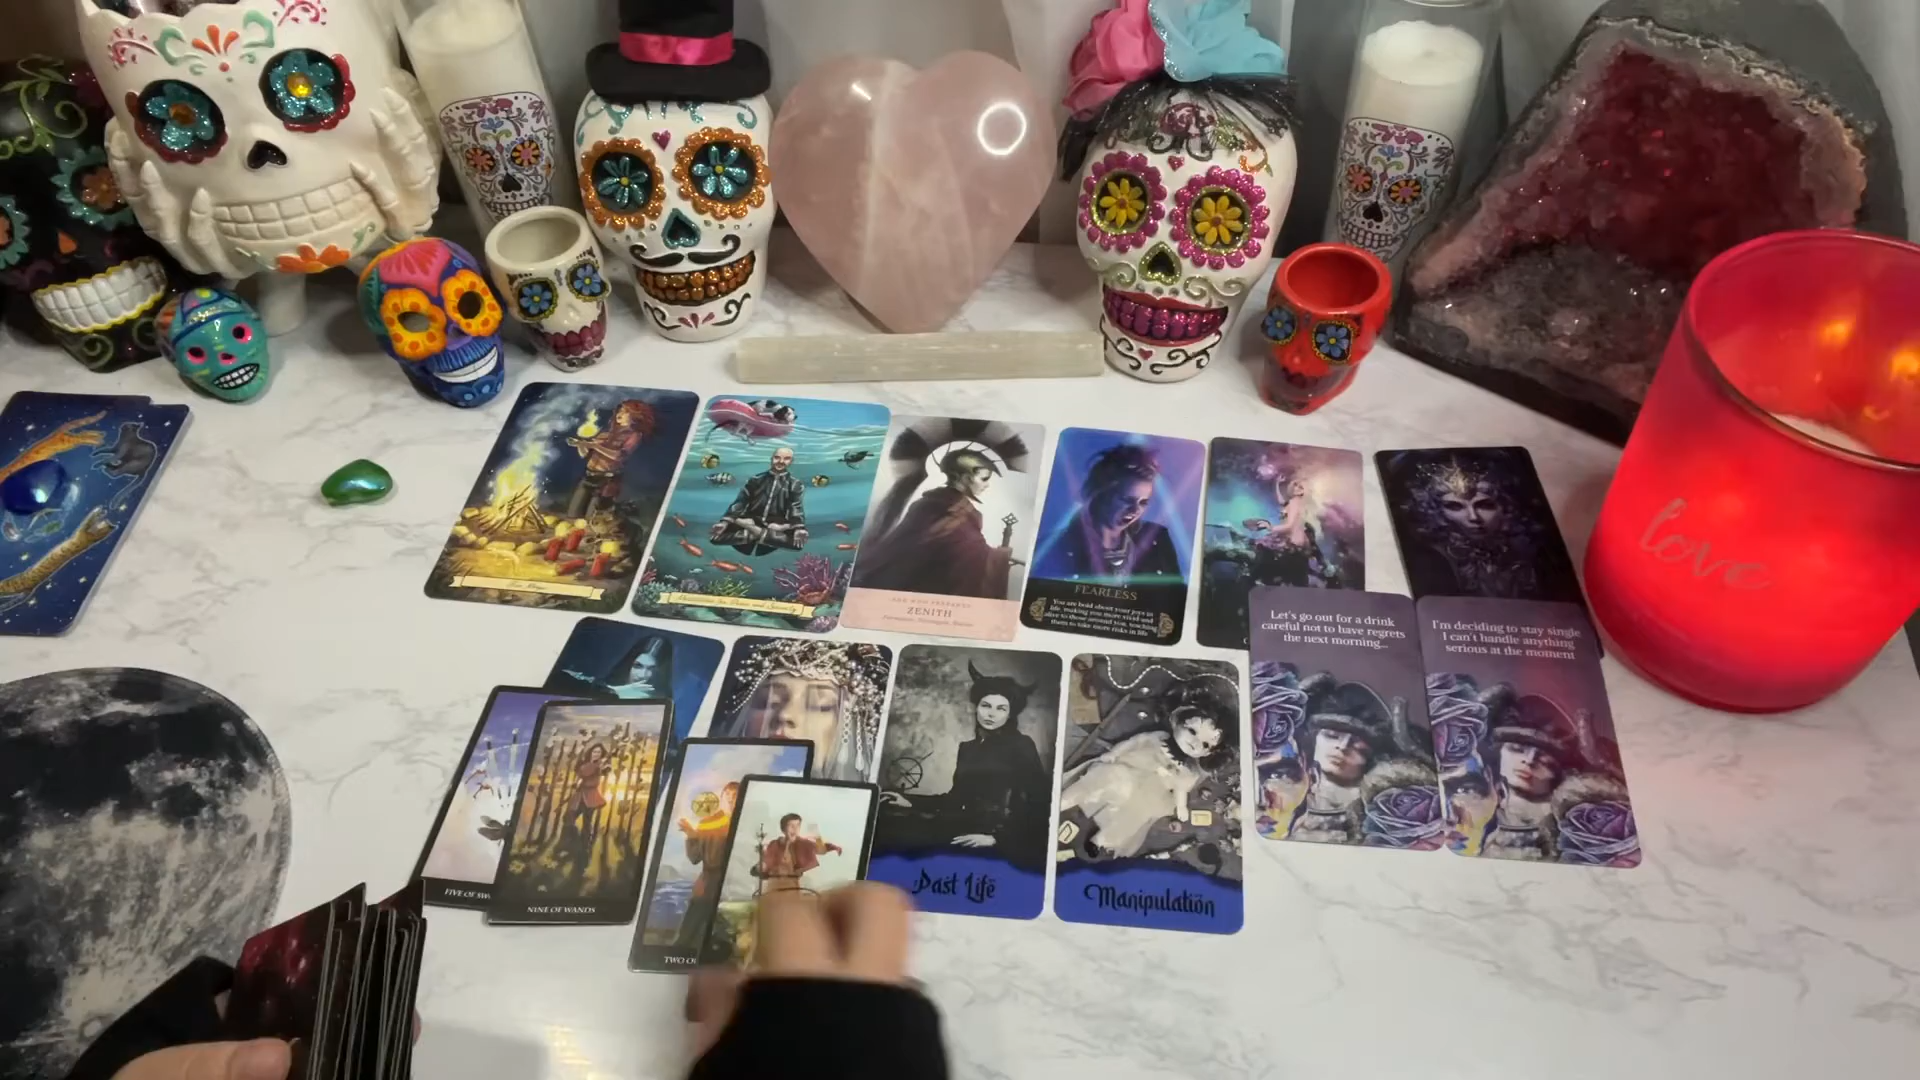 love
ZENITH
FEARLESS
You are bold about your joys in
life, making you more vivid and
alive to those around you, teaching
them to take more risks in life
Let's go out for a drink
careful not to have regrets
the next morning...
I'm deciding to stay single
I can't handle anything
serious at the moment
FIVE OF SW
NINE OF WANDS
TWO O
Past Life
Manipulation